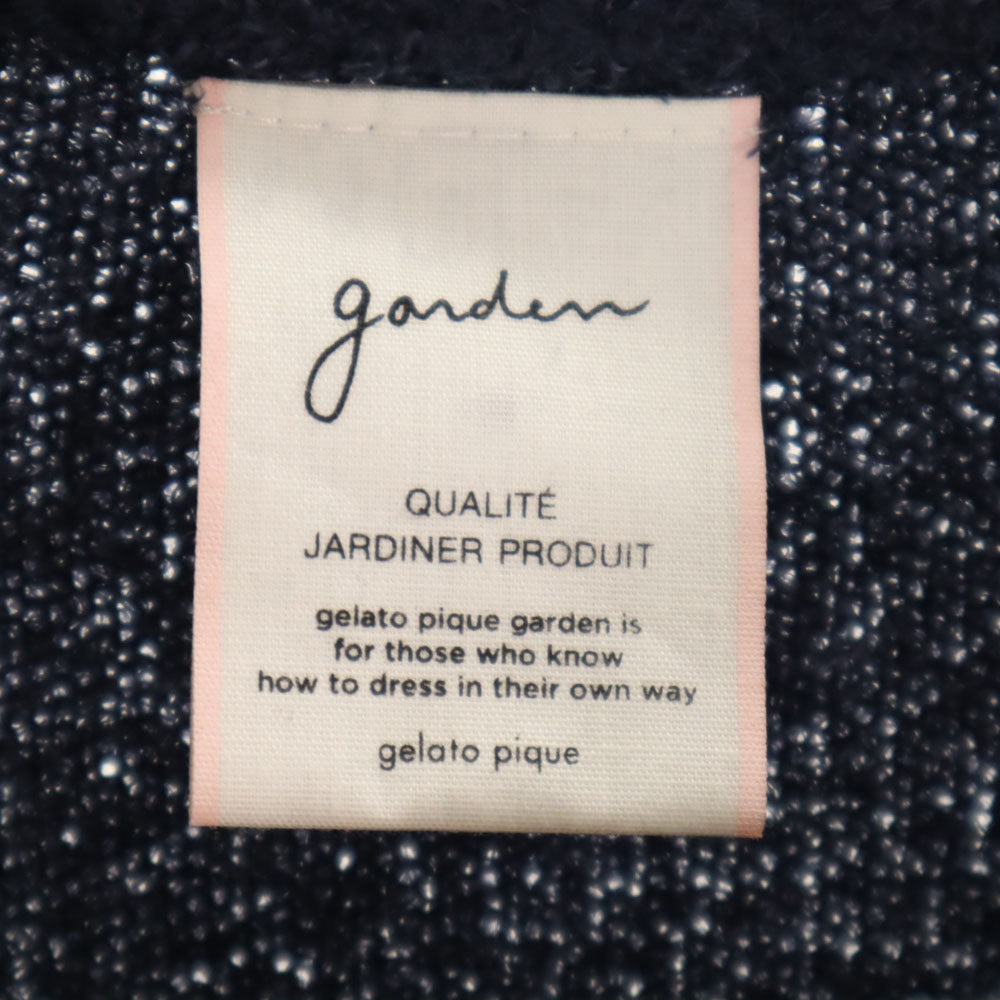 garden
QUALITÉ
JARDINER PRODUIT
gelato pique garden is
for those who know
how to dress in their own way
gelato pique